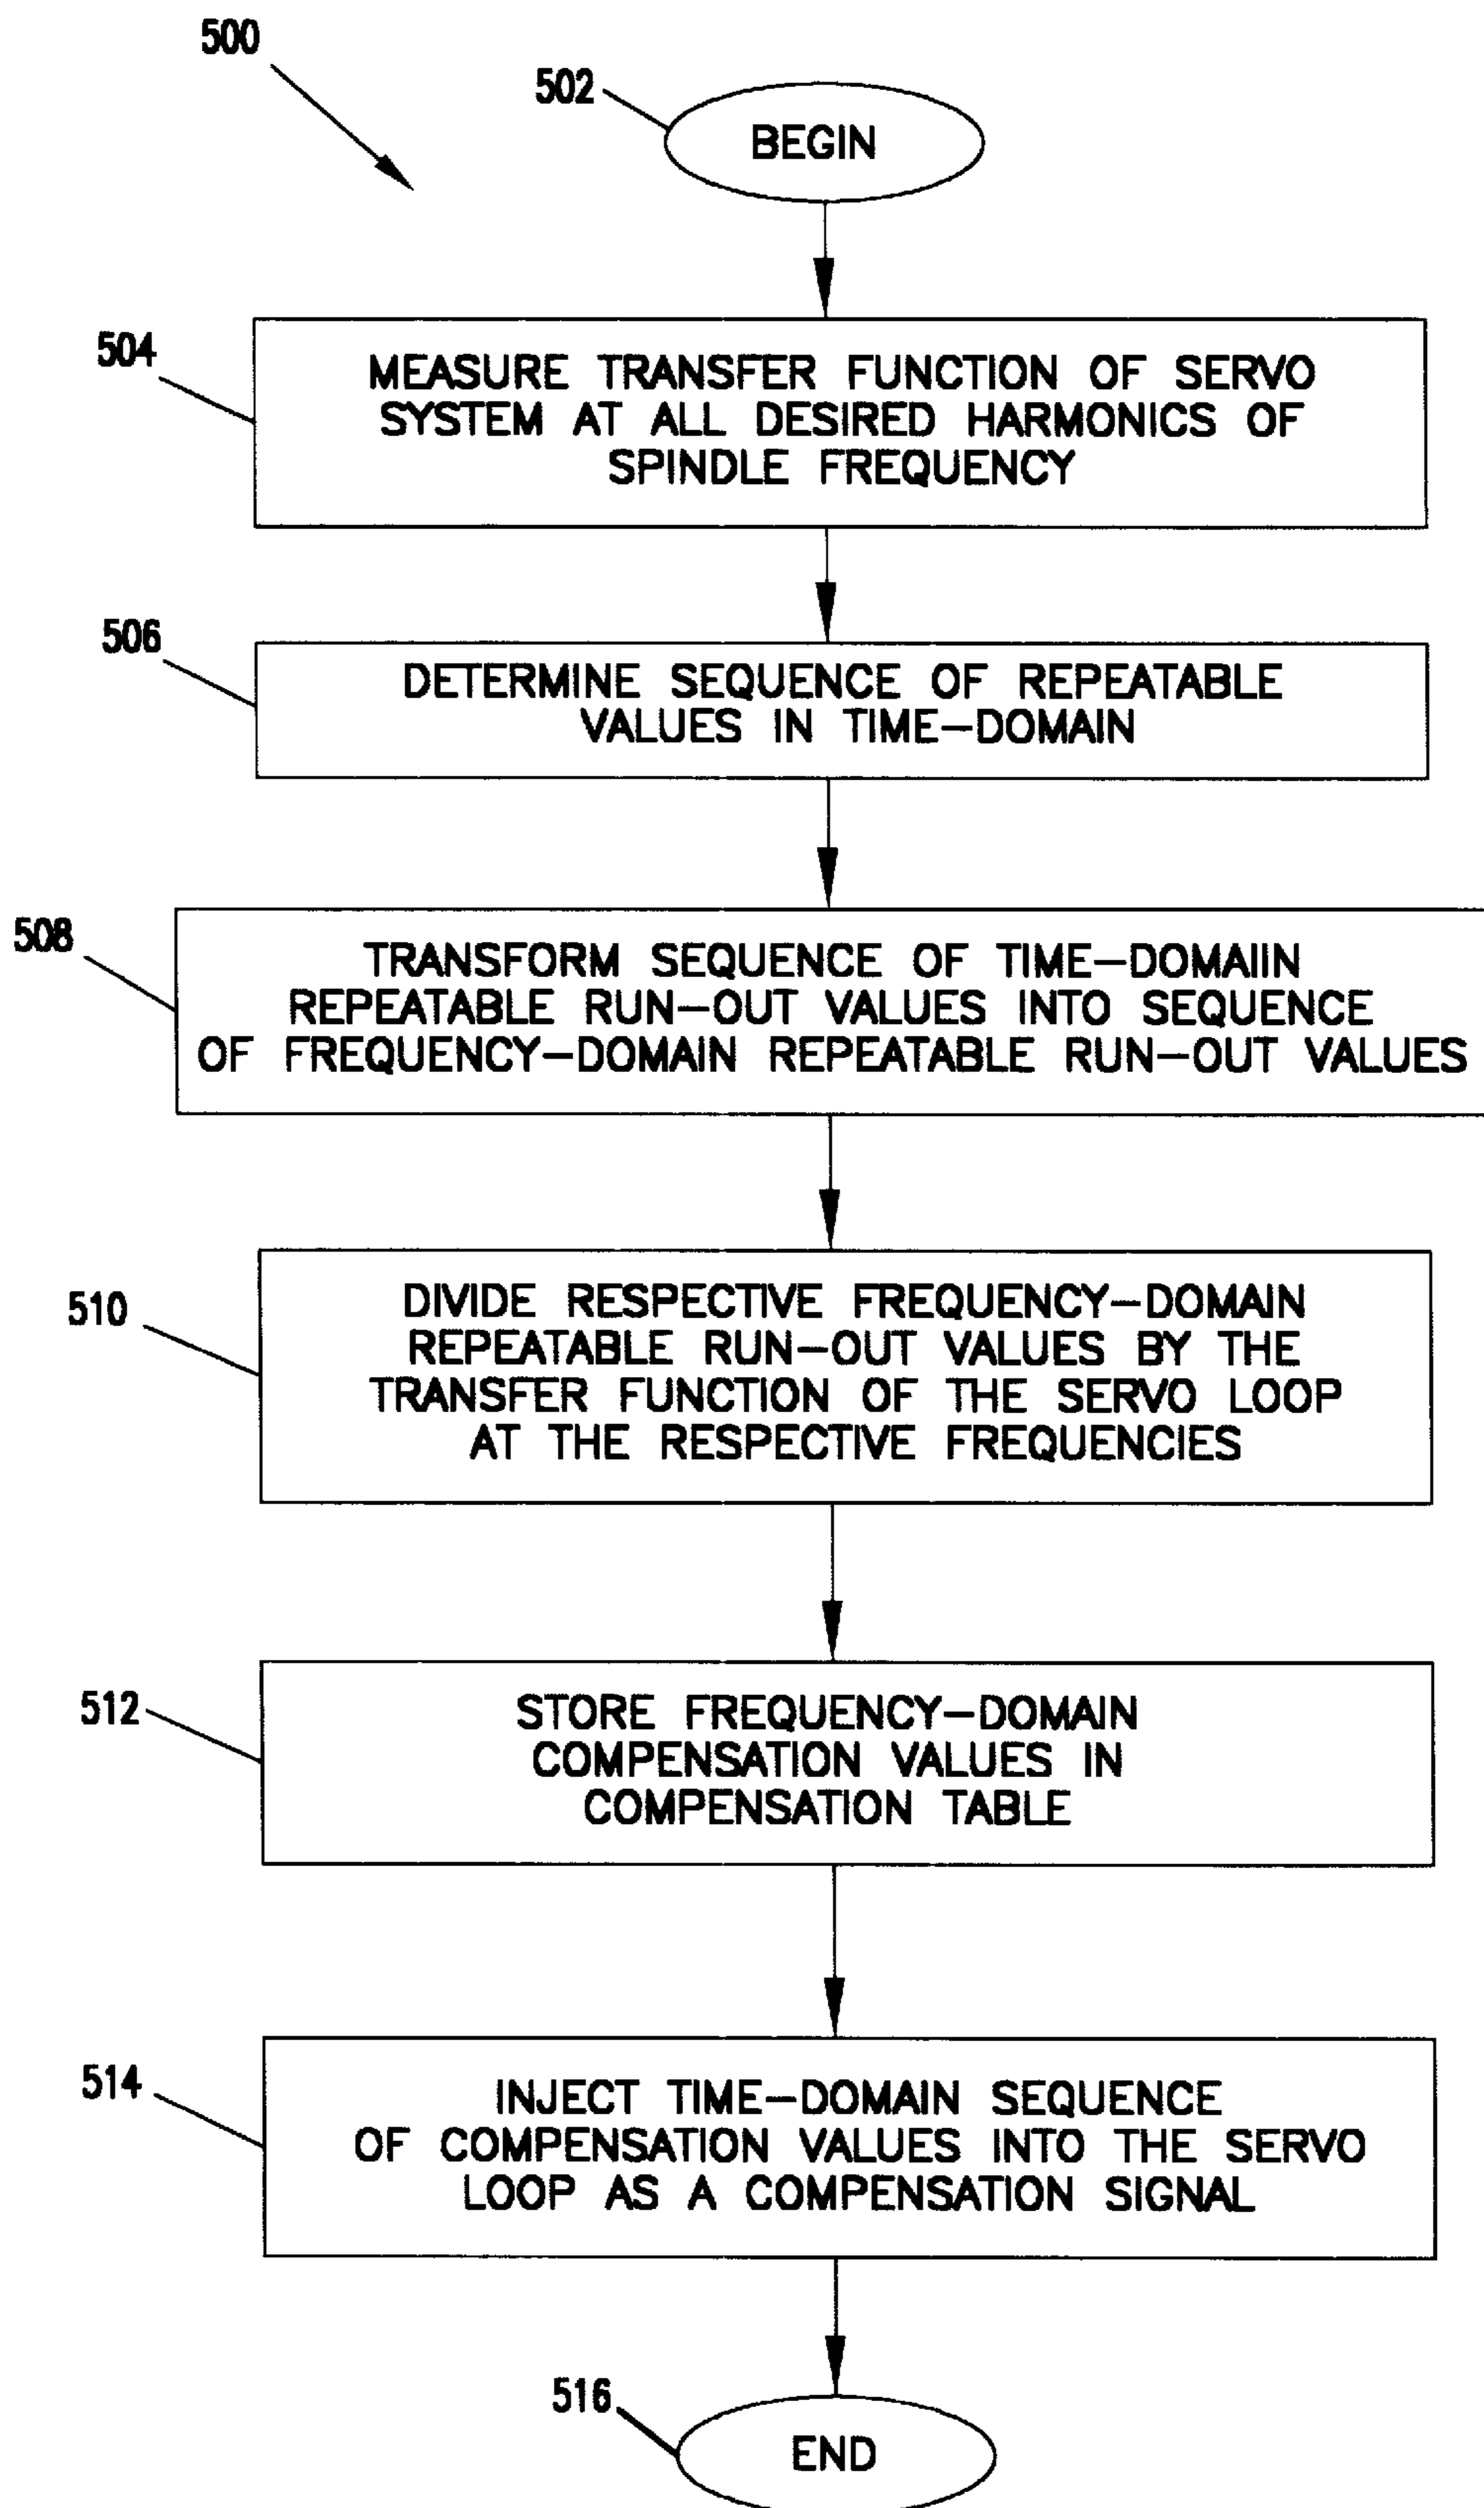 500
502
BEGIN
504
MEASURE TRANSFER FUNCTION OF SERVO
SYSTEM AT ALL DESIRED HARMONICS OF
SPINDLE FREQUENCY
506
DETERMINE SEQUENCE OF REPEATABLE
VALUES IN TIME-DOMAIN
508
TRANSFORM SEQUENCE OF TIME-DOMAIIN
REPEATABLE RUN-OUT VALUES INTO SEQUENCE
OF FREQUENCY-DOMAIN REPEATABLE RUN-OUT VALUES
510
DIVIDE RESPECTIVE FREQUENCY-DOMAIN
REPEATABLE RUN-OUT VALUES BY THE
TRANSFER FUNCTION OF THE SERVO LOOP
AT THE RESPECTIVE FREQUENCIES
512
STORE FREQUENCY-DOMAIN
COMPENSATION VALUES IN
COMPENSATION TABLE
514
INJECT TIME-DOMAIN SEQUENCE
OF COMPENSATION VALUES INTO THE SERVO
LOOP AS A COMPENSATION SIGNAL
516
END